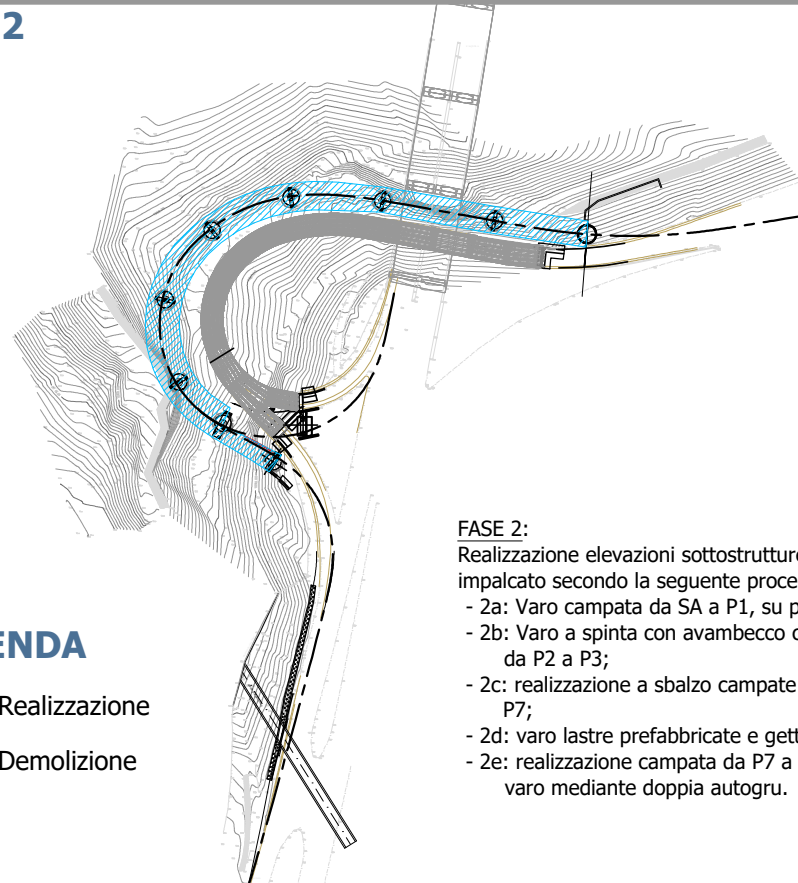 2
FASE 2:
Realizzazione elevazioni sottostrutture
impalcato secondo la seguente proce
- 2a: Varo campata da SA a P1, su p
- 2b: Varo a spinta con avambecco
da P2 a P3;
- 2c: realizzazione a sbalzo campate
P7;
- 2d: varo lastre prefabbricate e gett
- 2e: realizzazione campata da P7 a
varo mediante doppia autogru.
ENDA
Realizzazione
Demolizione